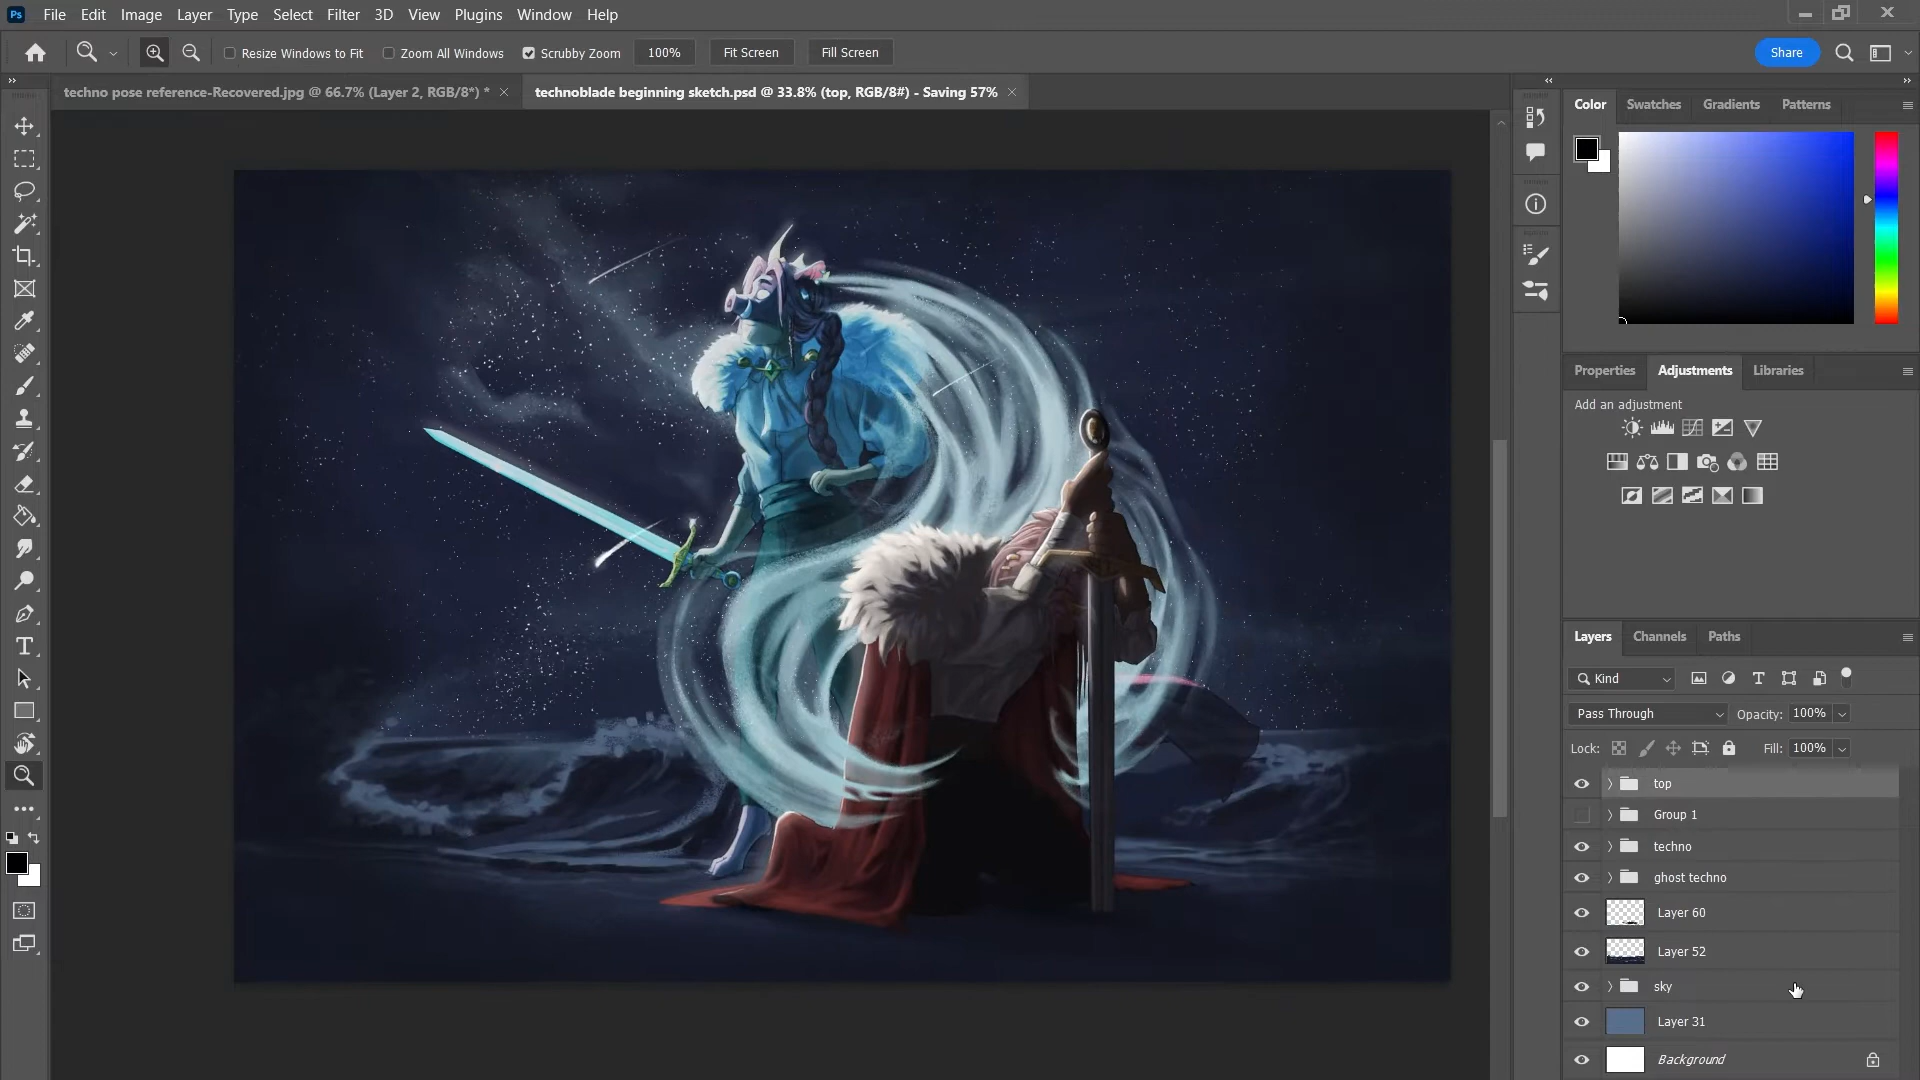 Ps File Edit Image Layer Type Select Filter 3D View Plugins Window Help
Resize Windows to Fit Zoom All Windows Scrubby Zoom 100% Fit Screen Fill Screen Share
techno pose reference-Recovered.jpg @ 66.7% (Layer 2, RGB/8*) * technoblade beginning sketch.psd @ 33.8% (top, RGB/8#) - Saving 57%
Color Swatches Gradients Patterns
Properties Adjustments Libraries
Add an adjustment
Layers Channels Paths
Kind
Pass Through Opacity: 100%
Lock: Fill: 100%
top
Group 1
techno
ghost techno
Layer 60
Layer 52
sky
Layer 31
Background